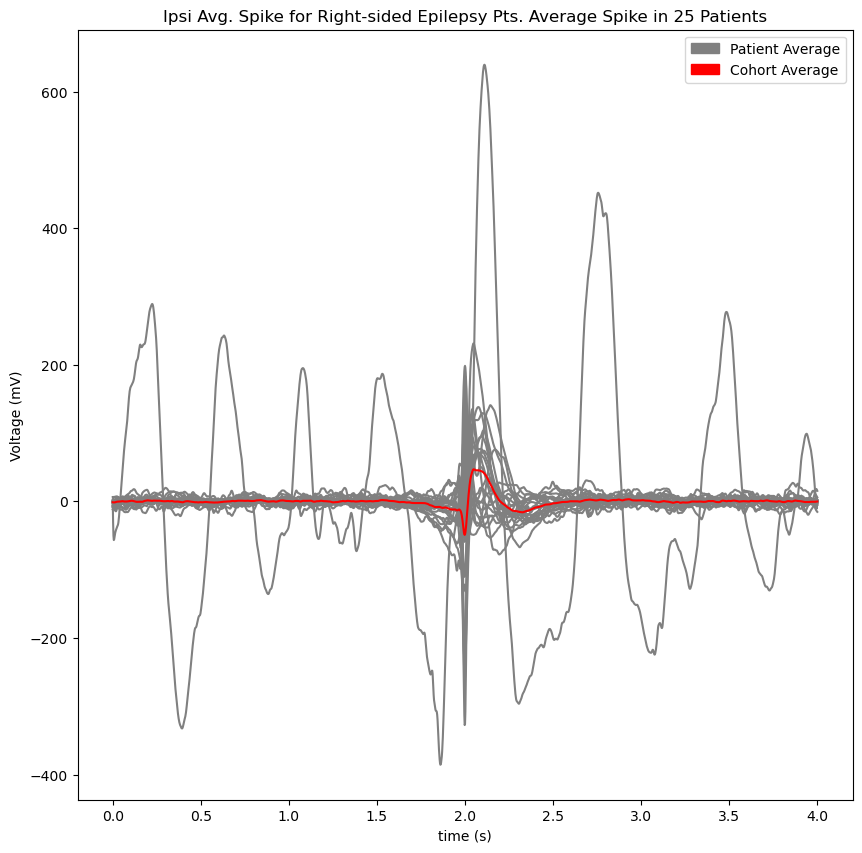 Ipsi Avg. Spike for Right-sided Epilepsy Pts. Average Spike in 25 Patients
Patient Average
Cohort Average
600
400
200
0
−200
−400
Voltage (mV)
0.0 0.5 1.0 1.5 2.0 2.5 3.0 3.5 4.0
time (s)